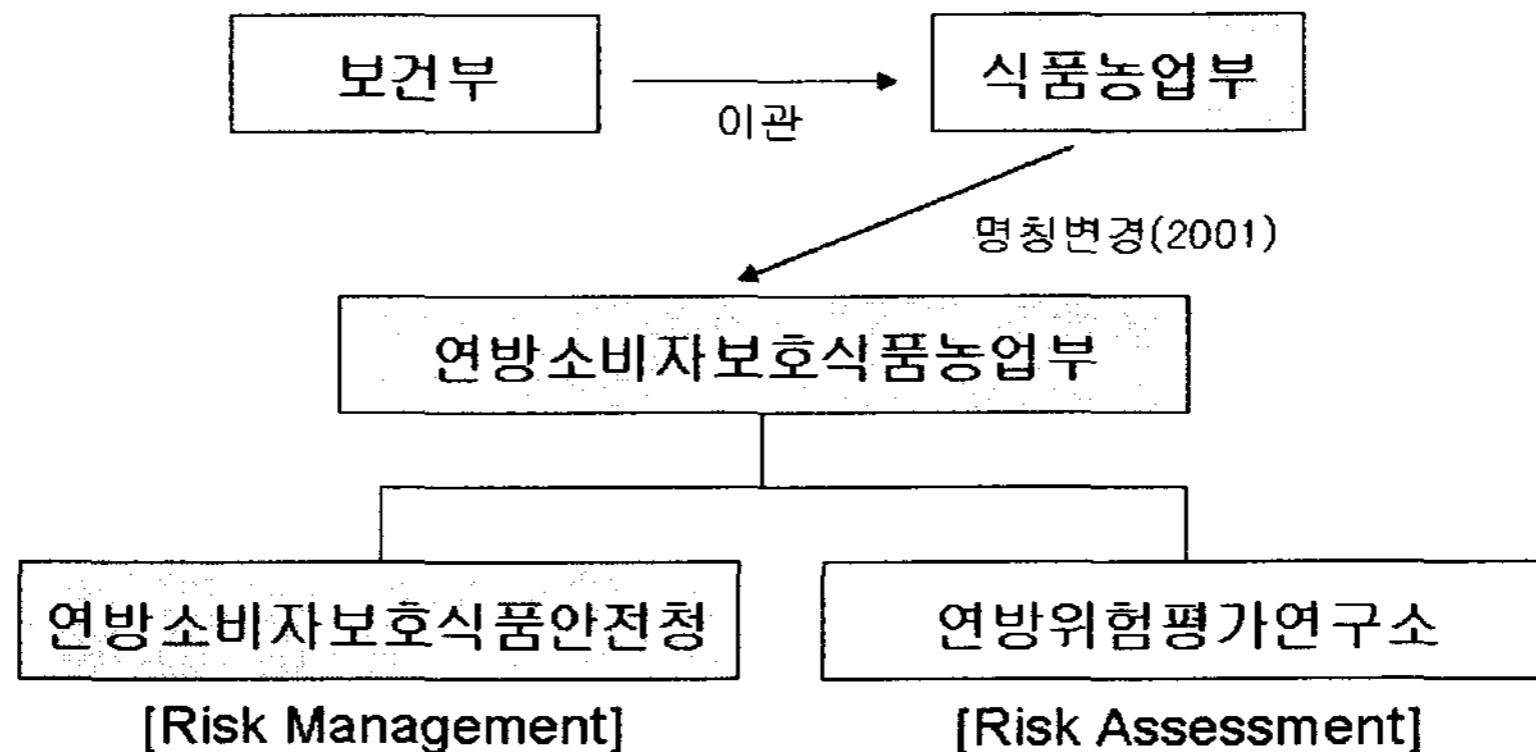 보건부
식품농업부
이관
명칭변경(2001)
연방소비자보호식품농업부
연방소비자보호식품안전청
연방위험평가연구소
[Risk Management]
[Risk Assessment]